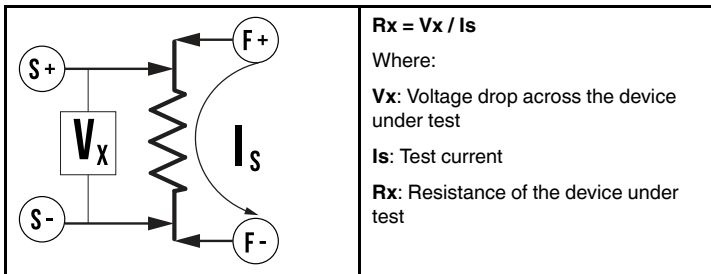 S+
F+
Vx
Is
S-
F-
Rx = Vx / Is
Where:
Vx: Voltage drop across the device
under test
Is: Test current
Rx: Resistance of the device under
test